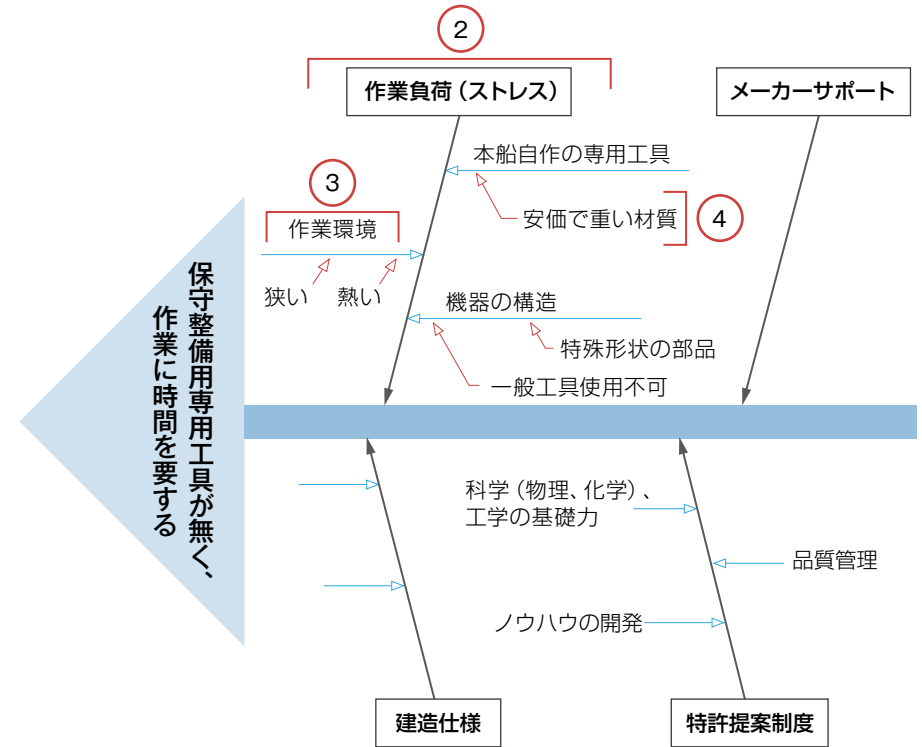 ②
作業負荷（ストレス）
メーカーサポート
本船自作の専用工具
③
安価で重い材質
④
作業環境
狭い
熱い
機器の構造
特殊形状の部品
一般工具使用不可
保守整備用専用工具が無く、
作業に時間を要する
科学（物理、化学）、
工学の基礎力
品質管理
ノウハウの開発
建造仕様
特許提案制度